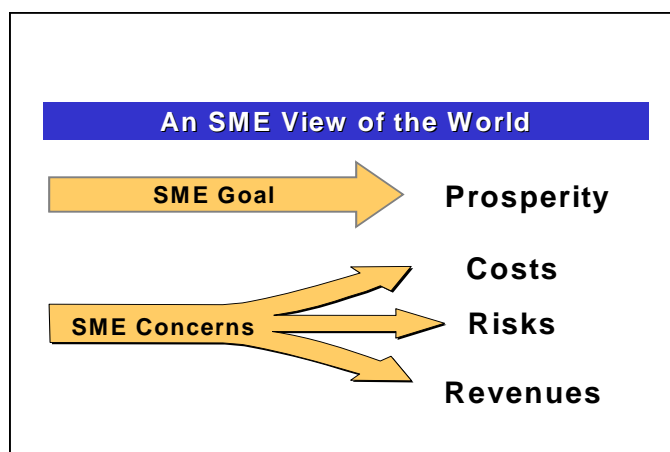 An SME View of the World
SME Goal
Prosperity
Costs
SME Concerns
Risks
Revenues